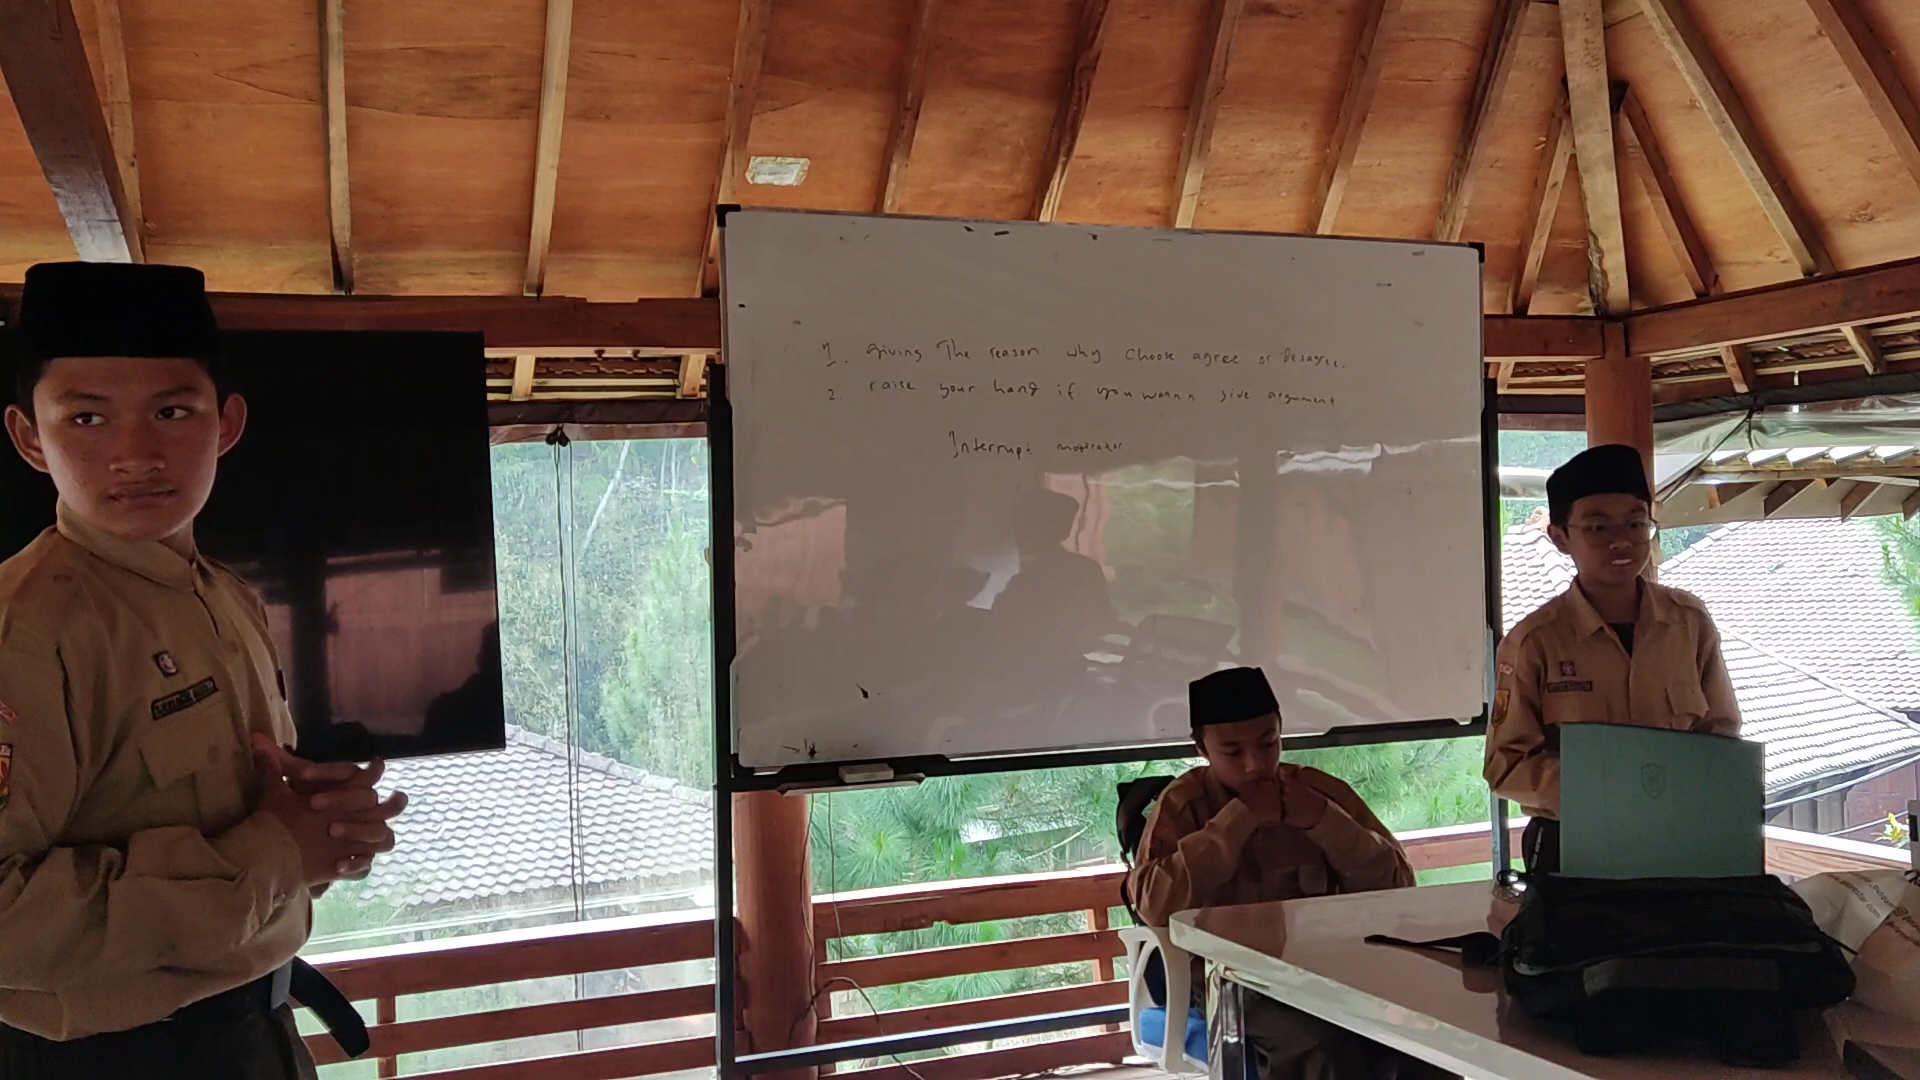 1. Giving The reason why choose agree or Desagree.
2. raise your hand if you wanna give argument
Interrupt moderator